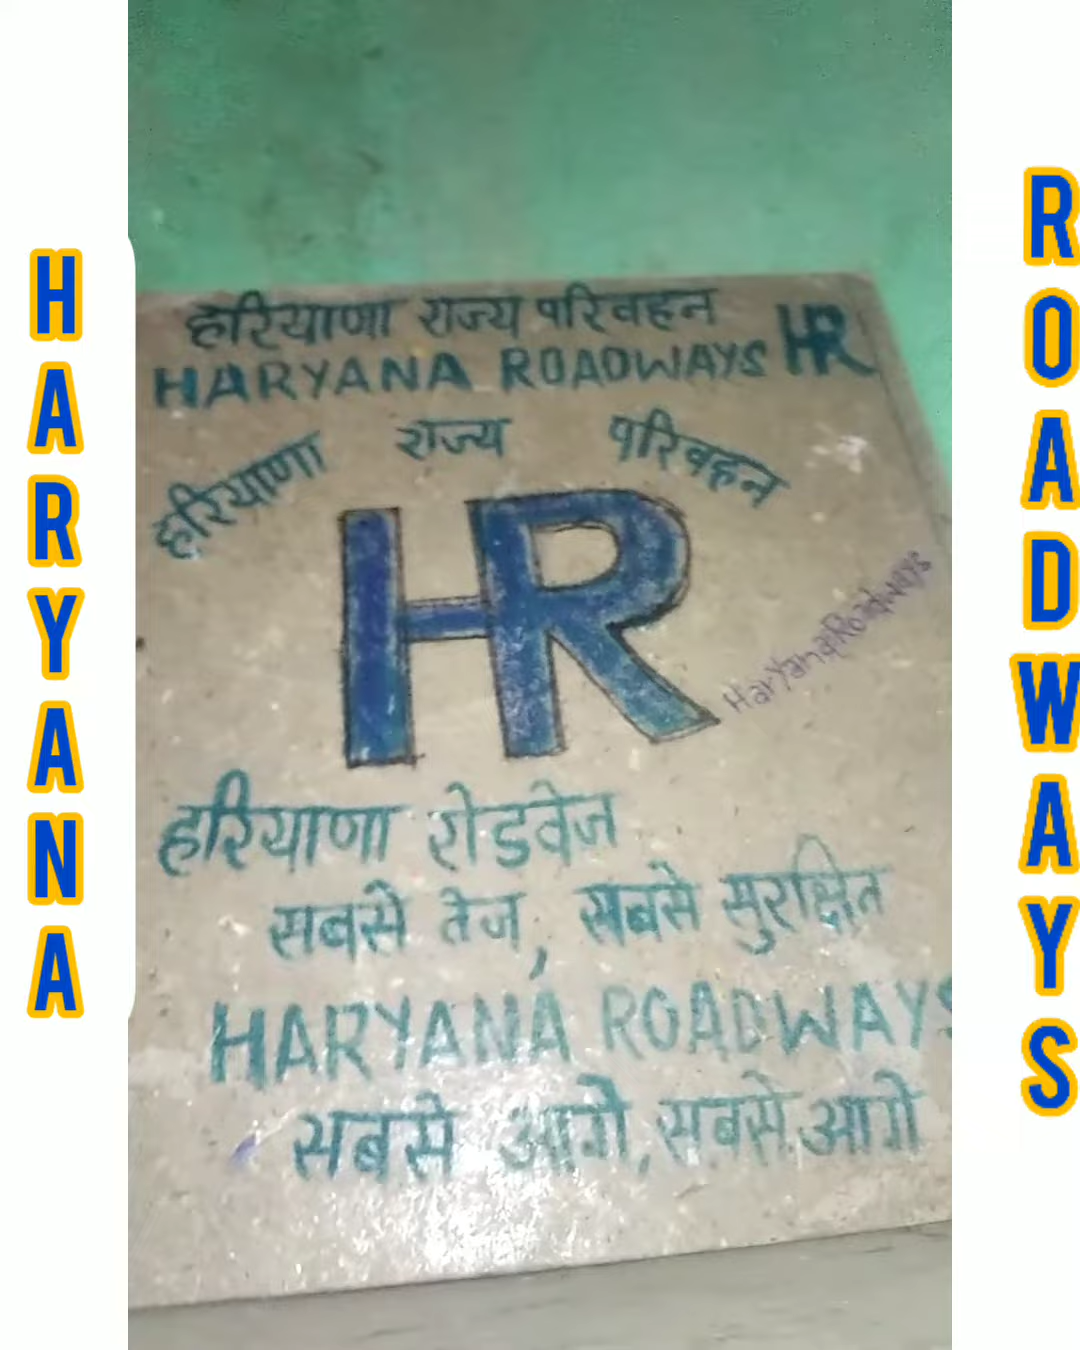 HARYANA
ROADWAYS
हरियाणा राज्य परिवहन HR
HARYANA ROADWAYS
हरियाणा राज्य परिवहन
HR
HaryanaRoadways
हरियाणा रोडवेज
सबसे तेज, सबसे सुरक्षित
HARYANA ROADWAYS
सबसे आगे, सबसे आगे